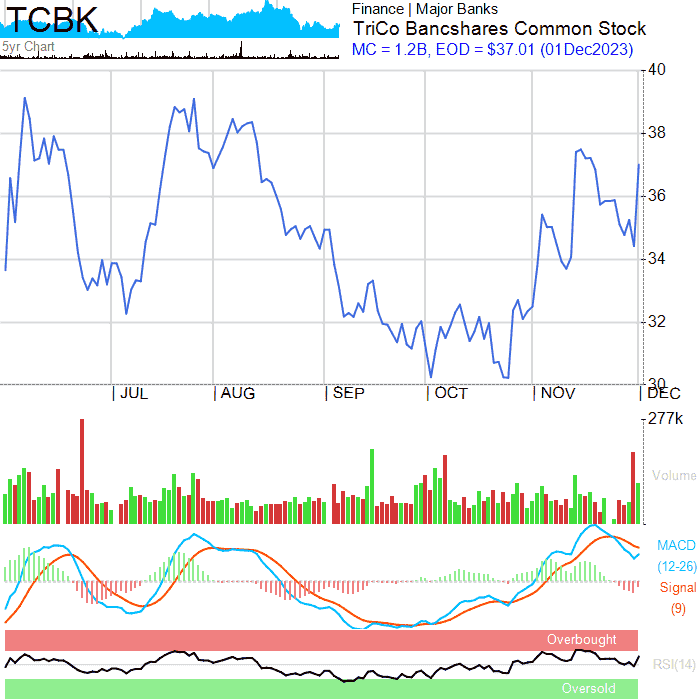 TCBK
5yr Chart
Finance | Major Banks
TriCo Bancshares Common Stock
MC = 1.2B, EOD = $37.01 (01Dec2023)
40
38
36
34
32
30
| JUL | AUG | SEP | OCT | NOV | DEC
277k
Volume
MACD
(12-26)
Signal
(9)
Overbought
RSI(14)
Oversold